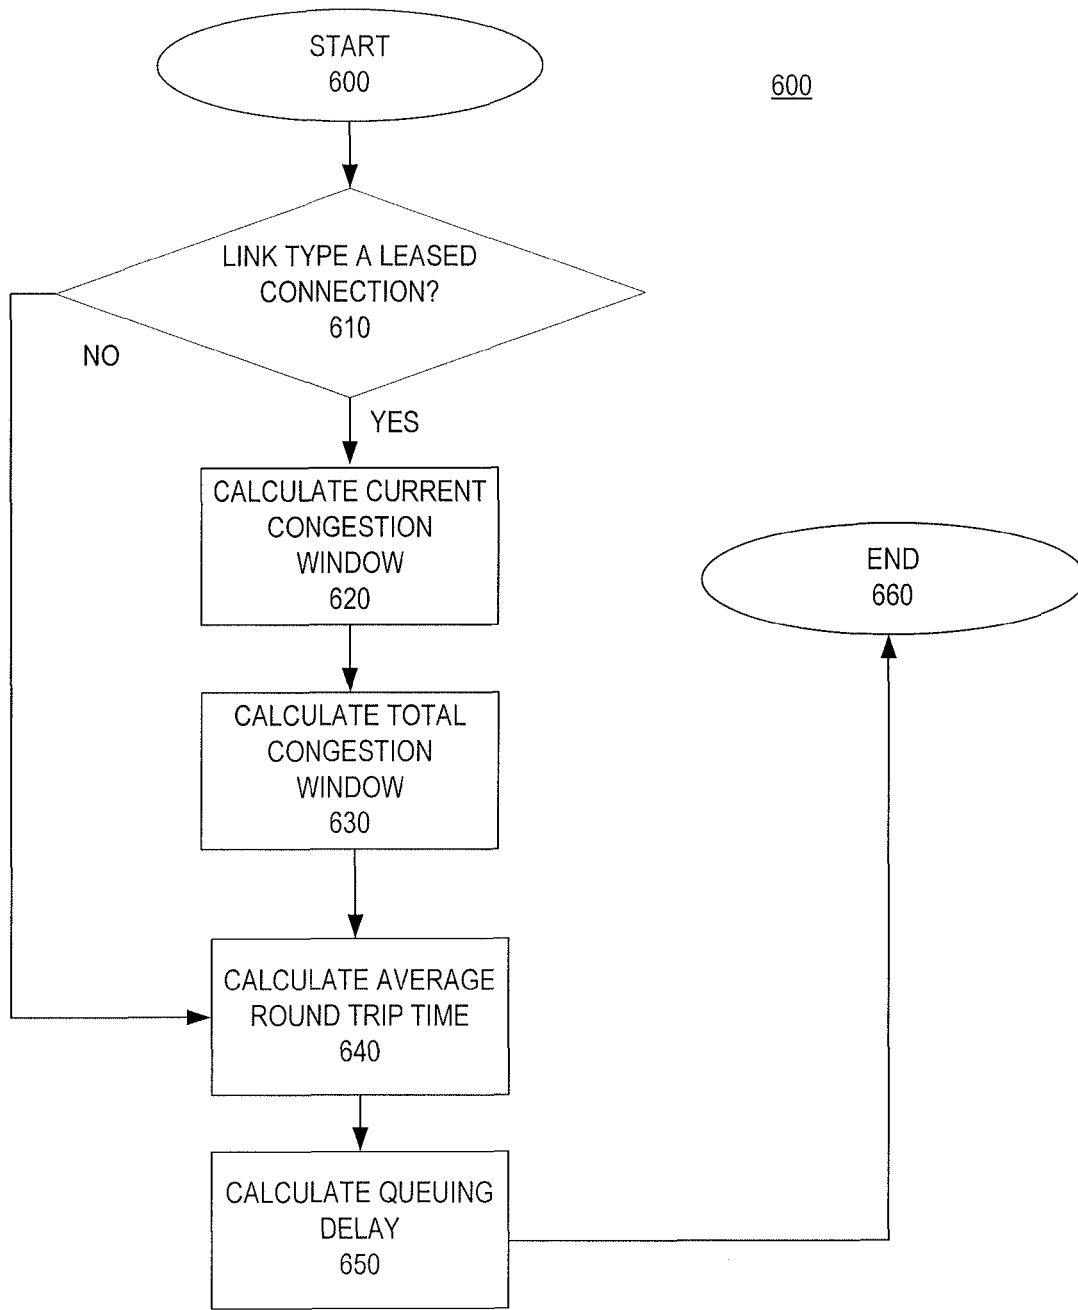 START
600
600
LINK TYPE A LEASED
CONNECTION?
610
NO
YES
CALCULATE CURRENT
CONGESTION
WINDOW
620
END
660
CALCULATE TOTAL
CONGESTION
WINDOW
630
CALCULATE AVERAGE
ROUND TRIP TIME
640
CALCULATE QUEUING
DELAY
650